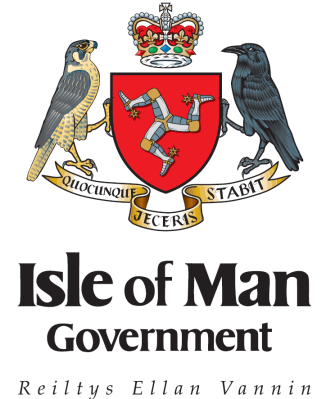 QUOCUNQUE JECERIS STABIT
Isle of Man
Government
Reiltys Ellan Vannin